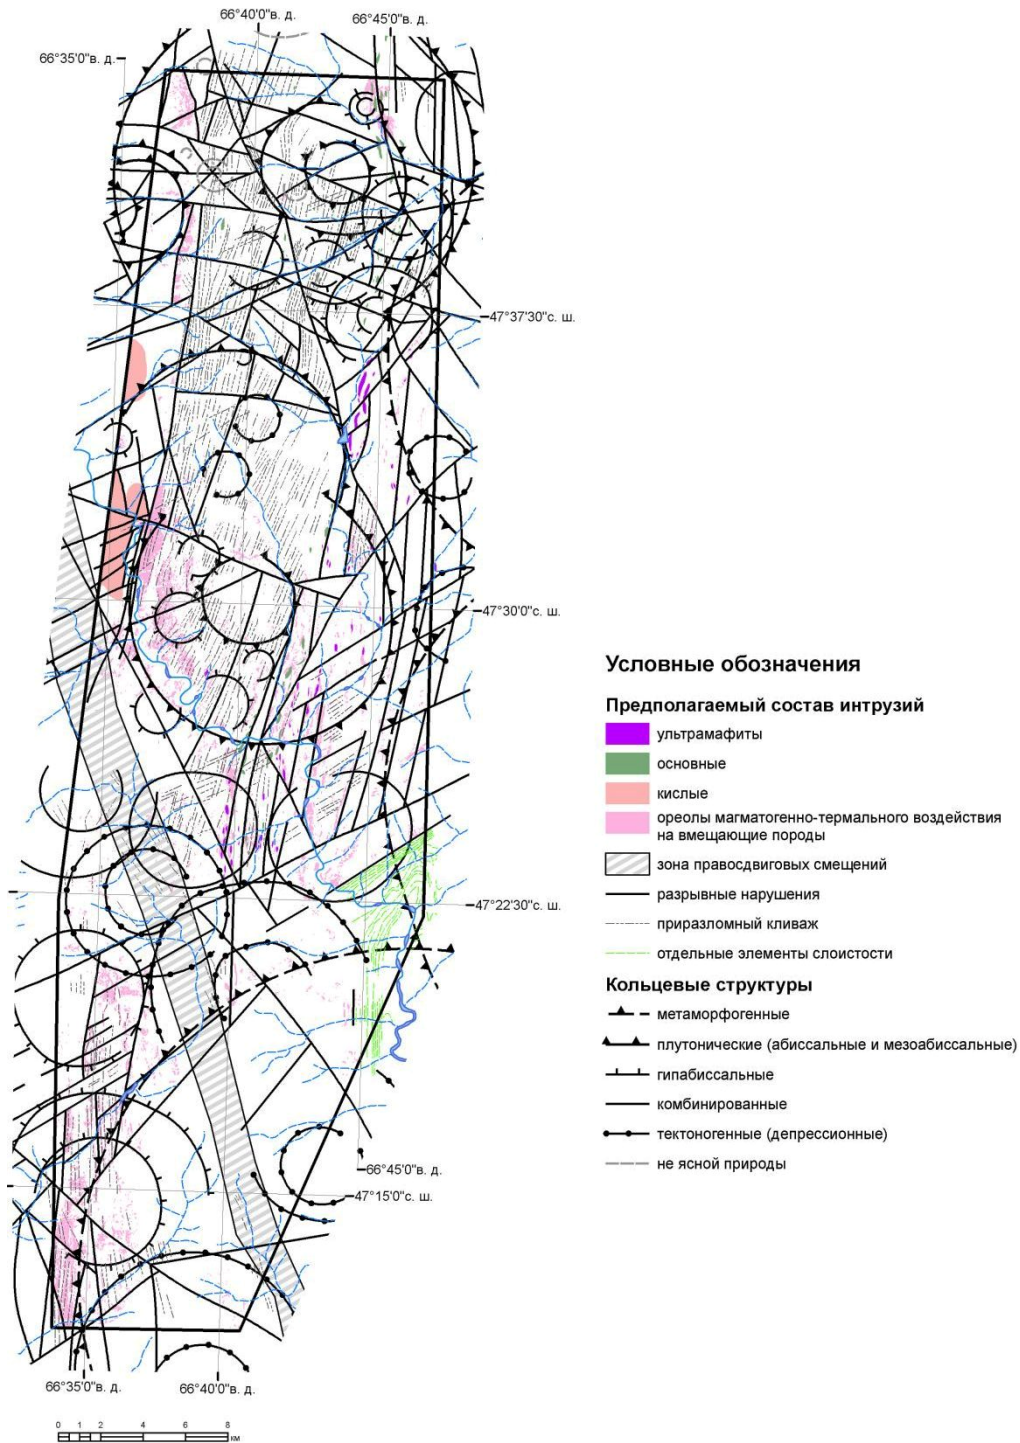 66°40'0"в. д.
66°45'0"в. д.
66°35'0"в. д.
47°37'30"с. ш.
47°30'0"с. ш.
Условные обозначения
Предполагаемый состав интрузий
ультрамафиты
основные
кислые
ореолы магматогенно-термального воздействия
на вмещающие породы
зона правосдвиговых смещений
разрывные нарушения
47°22'30"с. ш.
приразломный кливаж
отдельные элементы слоистости
Кольцевые структуры
метаморфогенные
плутонические (абиссальные и мезоабиссальные)
гипабиссальные
комбинированные
тектоногенные (депрессионные)
не ясной природы
66°45'0"в. д.
47°15'0"с. ш.
66°35'0"в. д.
66°40'0"в. д.
0 1 2 4 6 8
км